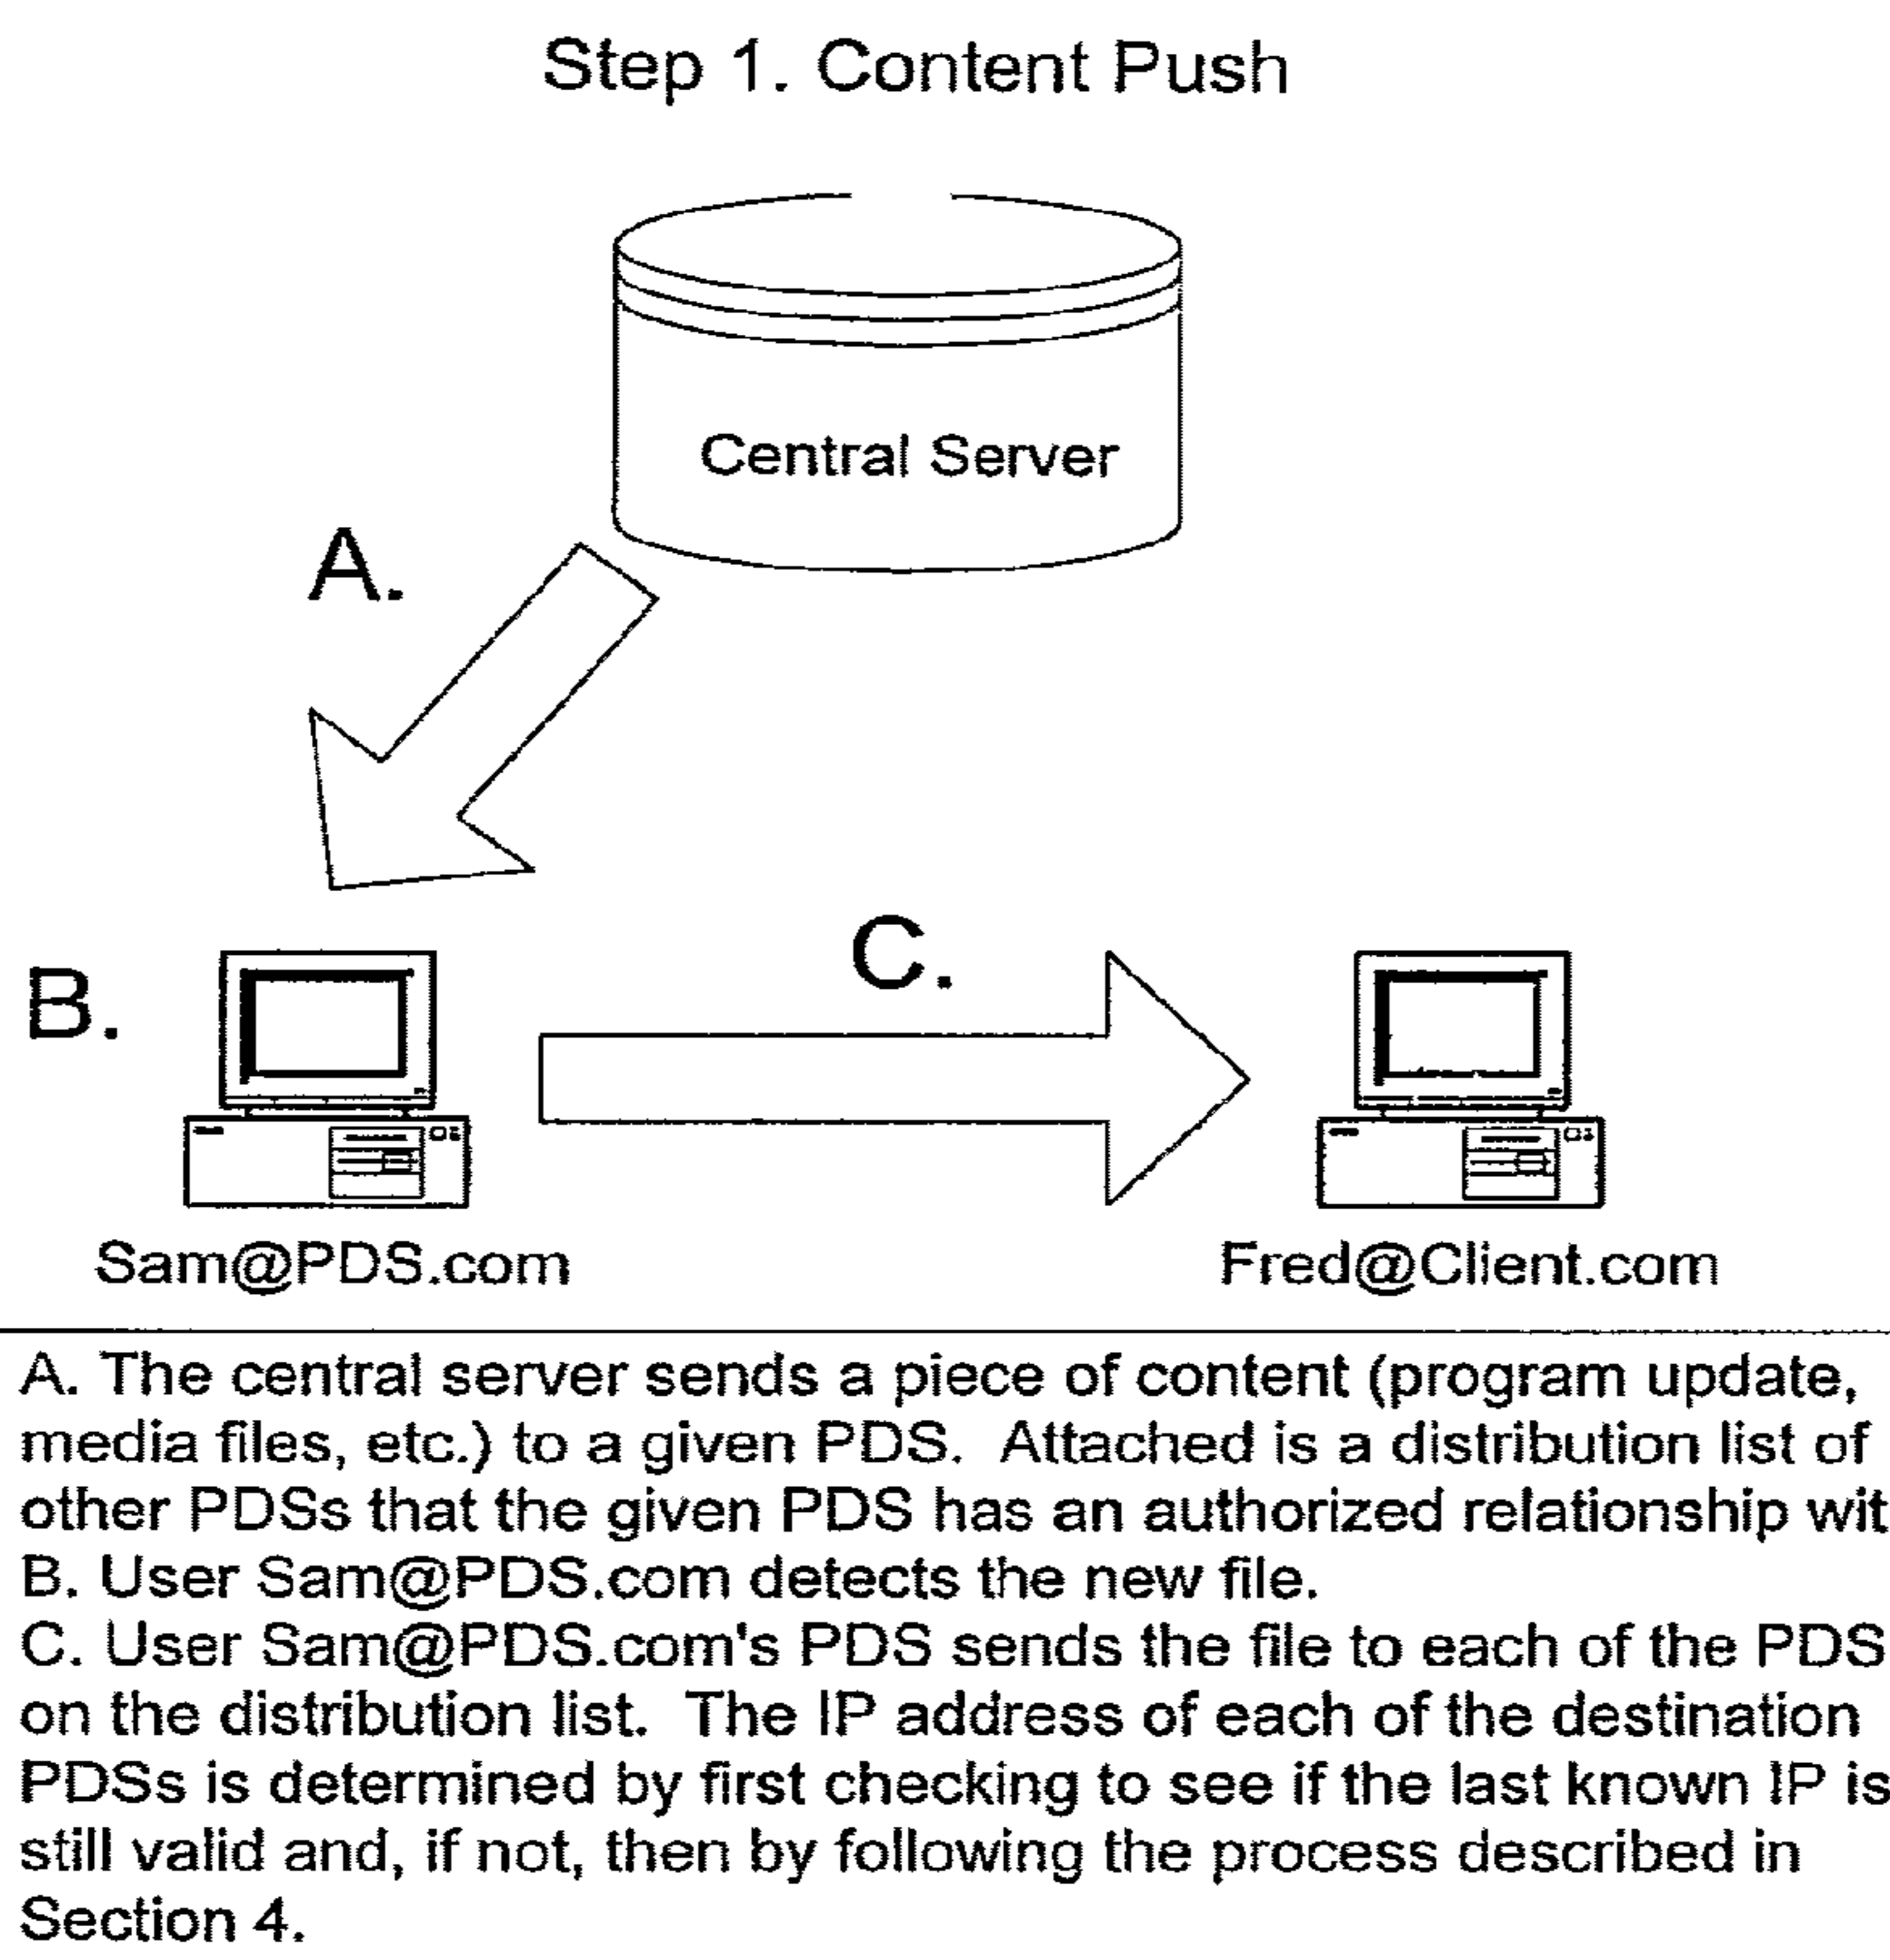 Step 1. Content Push
Central Server
A.
C.
B.
Sam@PDS.com
Fred@Client.com
A. The central server sends a piece of content (program update,
media files, etc.) to a given PDS.  Attached is a distribution list of
other PDSs that the given PDS has an authorized relationship wit
B. User Sam@PDS.com detects the new file.
C. User Sam@PDS.com's PDS sends the file to each of the PDS
on the distribution list.  The IP address of each of the destination
PDSs is determined by first checking to see if the last known IP is
still valid and, if not, then by following the process described in
Section 4.